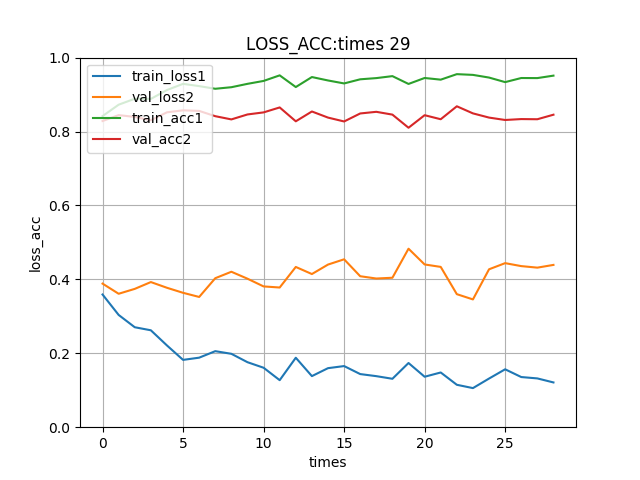 LOSS_ACC:times 29
train_loss1
val_loss2
train_acc1
val_acc2
loss_acc
1.0
0.8
0.6
0.4
0.2
0.0
0 5 10 15 20 25
times